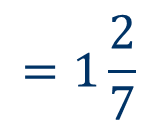 = 1 2/7